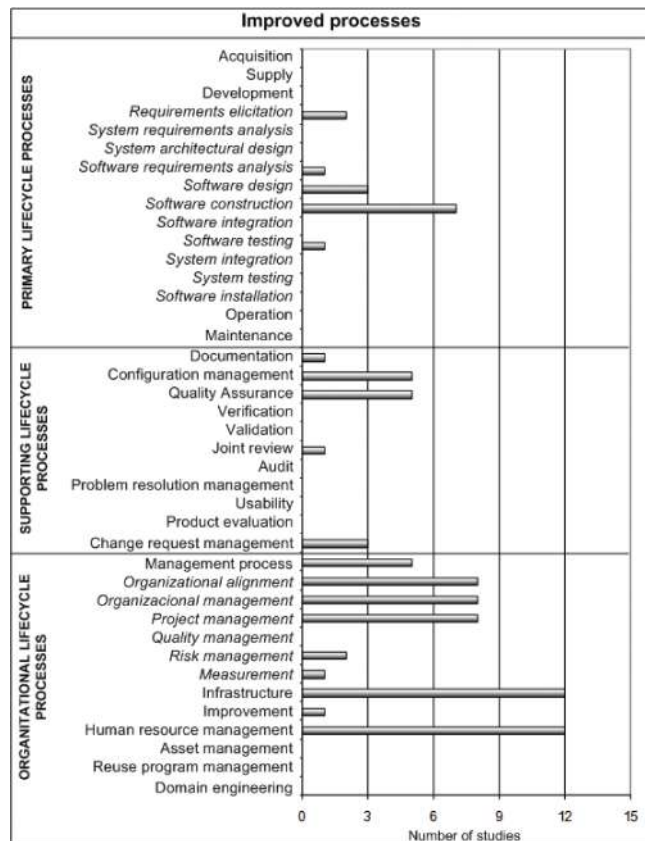 Improved processes
PRIMARY LIFECYCLE PROCESSES
Acquisition
Supply
Development
Requirements elicitation
System requirements analysis
System architectural design
Software requirements analysis
Software design
Software construction
Software integration
Software testing
System integration
System testing
Software installation
Operation
Maintenance
SUPPORTING LIFECYCLE
PROCESSES
Documentation
Configuration management
Quality Assurance
Verification
Validation
Joint review
Audit
Problem resolution management
Usability
Product evaluation
Change request management
ORGANITATIONAL LIFECYCLE
PROCESSES
Management process
Organizational alignment
Organizacional management
Project management
Quality management
Risk management
Measurement
Infrastructure
Improvement
Human resource management
Asset management
Reuse program management
Domain engineering
0 3 6 9 12 15
Number of studies